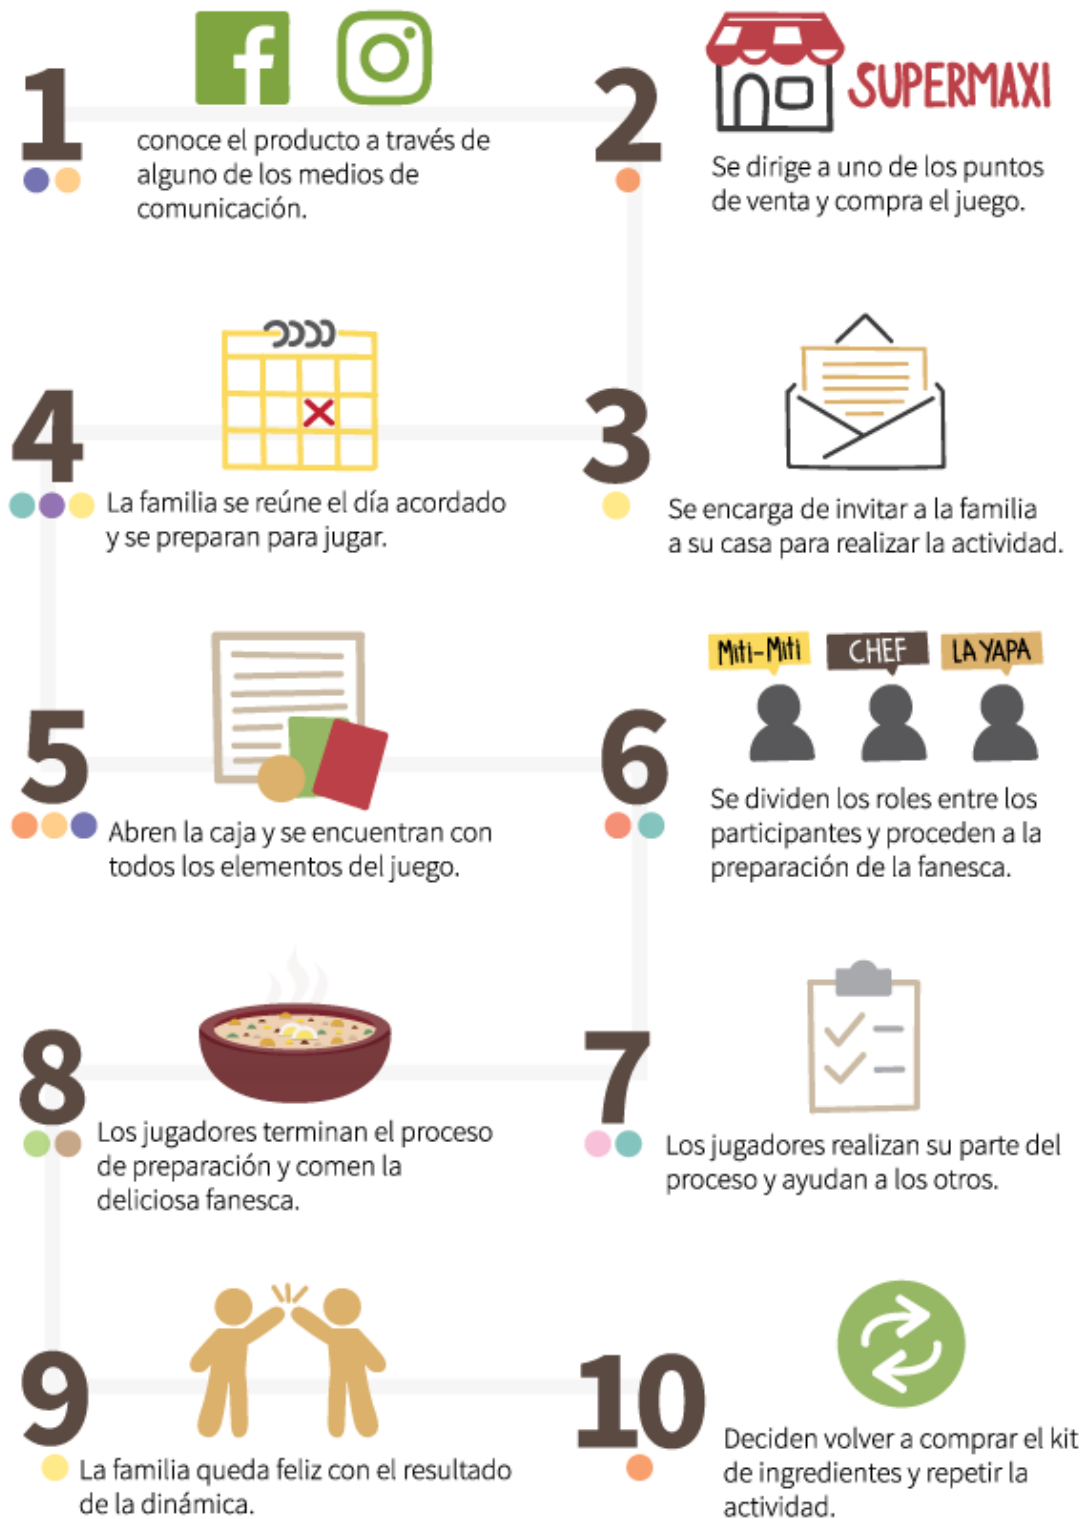 1
conoce el producto a través de
alguno de los medios de
comunicación.
2
SUPERMAXI
Se dirige a uno de los puntos
de venta y compra el juego.
3
Se encarga de invitar a la familia
a su casa para realizar la actividad.
4
La familia se reúne el día acordado
y se preparan para jugar.
5
Abren la caja y se encuentran con
todos los elementos del juego.
6
Miti-Miti
CHEF
LA YAPA
Se dividen los roles entre los
participantes y proceden a la
preparación de la fanesca.
7
Los jugadores realizan su parte del
proceso y ayudan a los otros.
8
Los jugadores terminan el proceso
de preparación y comen la
deliciosa fanesca.
9
La familia queda feliz con el resultado
de la dinámica.
10
Deciden volver a comprar el kit
de ingredientes y repetir la
actividad.